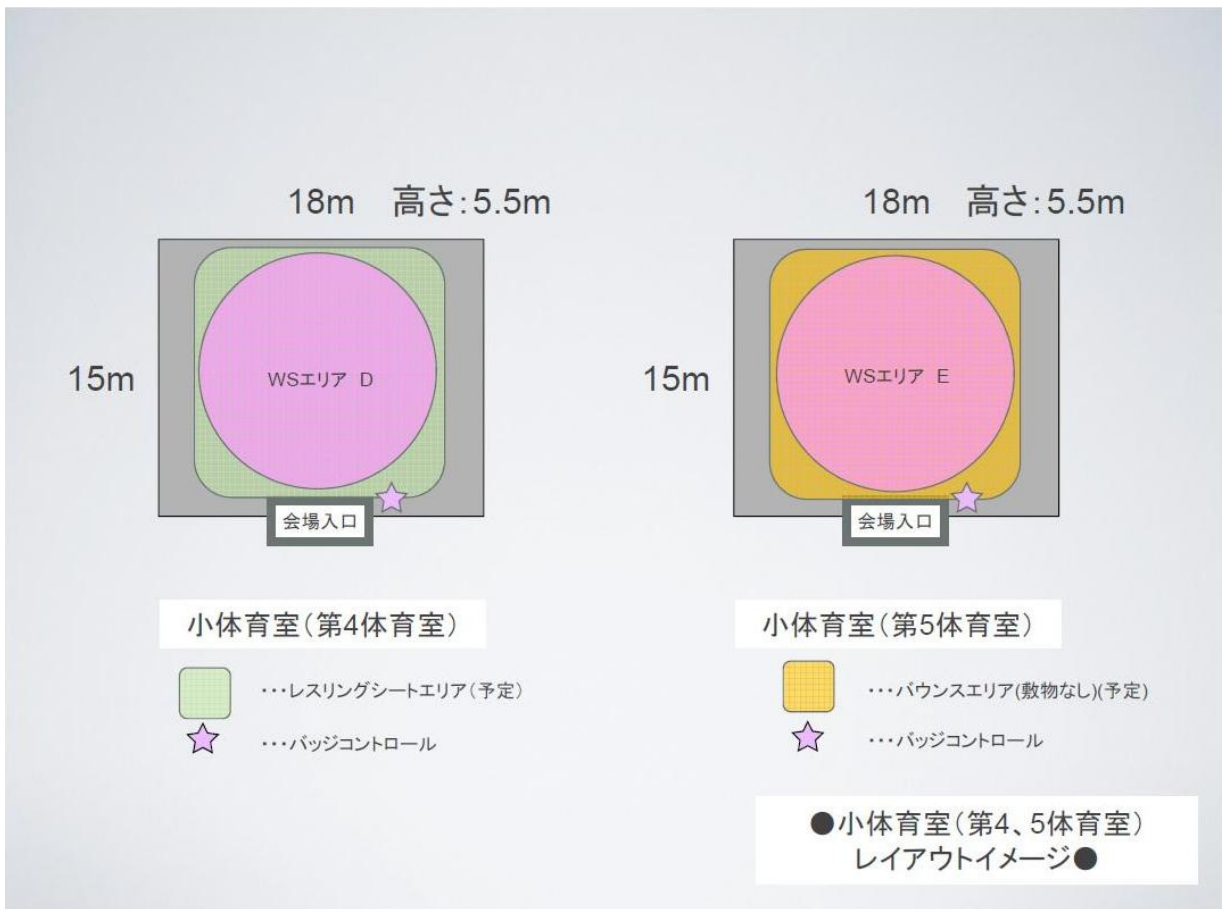 18m 高さ:5.5m
15m
WSエリア D
会場入口
小体育室(第4体育室)
・・・レスリングシートエリア(予定)
・・・バッジコントロール
18m 高さ:5.5m
15m
WSエリア E
会場入口
小体育室(第5体育室)
・・・バウンスエリア(敷物なし)(予定)
・・・バッジコントロール
●小体育室(第4、5体育室)
レイアウトイメージ●